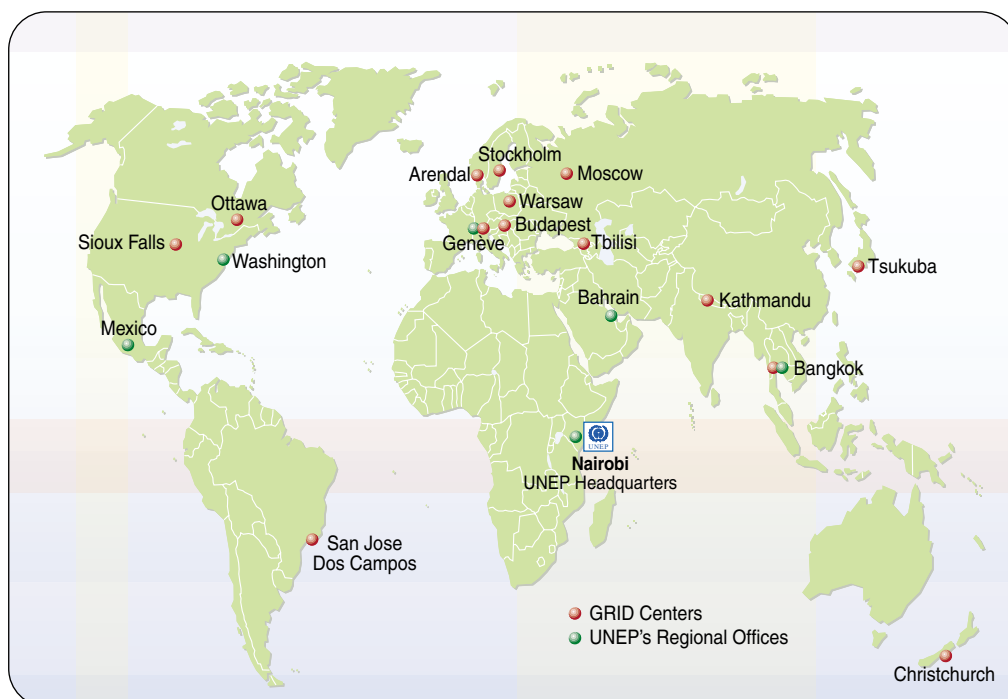 Stockholm
Arendal
Moscow
Warsaw
Ottawa
Budapest
Sioux Falls
Genève
Tbilisi
Washington
Tsukuba
Bahrain
Kathmandu
Mexico
Bangkok
UNEP
Nairobi
UNEP Headquarters
San Jose
Dos Campos
GRID Centers
UNEP's Regional Offices
Christchurch